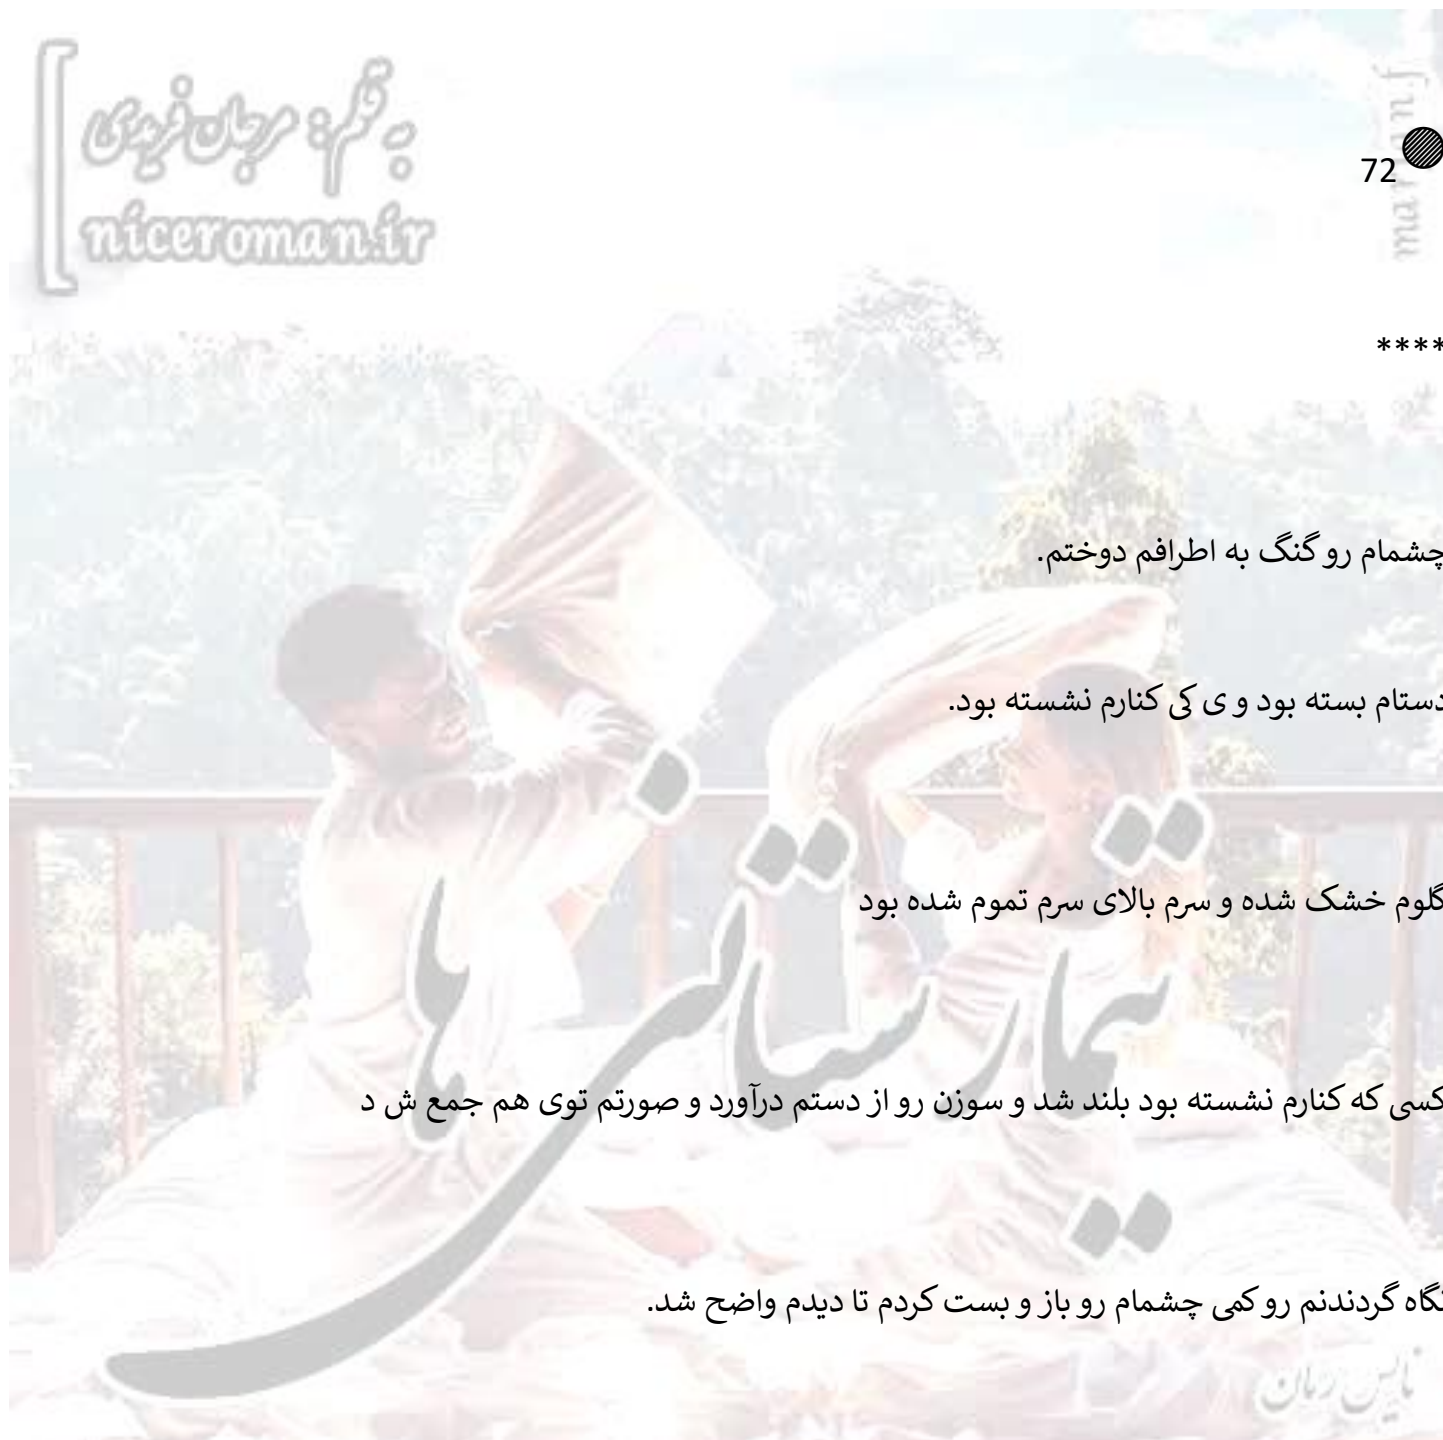 به قلم: مرجان فریدی
niceroman.ir
72
****
چشمام رو گنگ به اطرافم دوختم.
دستام بسته بود و ی کی کنارم نشسته بود.
گلوم خشک شده و سرم بالای سرم تموم شده بود
کسی که کنارم نشسته بود بلند شد و سوزن رو از دستم درآورد و صورتم توی هم جمع ش د
نگاه گردندنم رو کمی چشمام رو باز و بست کردم تا دیدم واضح شد.
تیمارستانی ها
نایس رمان